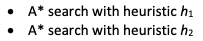 • A* search with heuristic h₁
• A* search with heuristic h₂